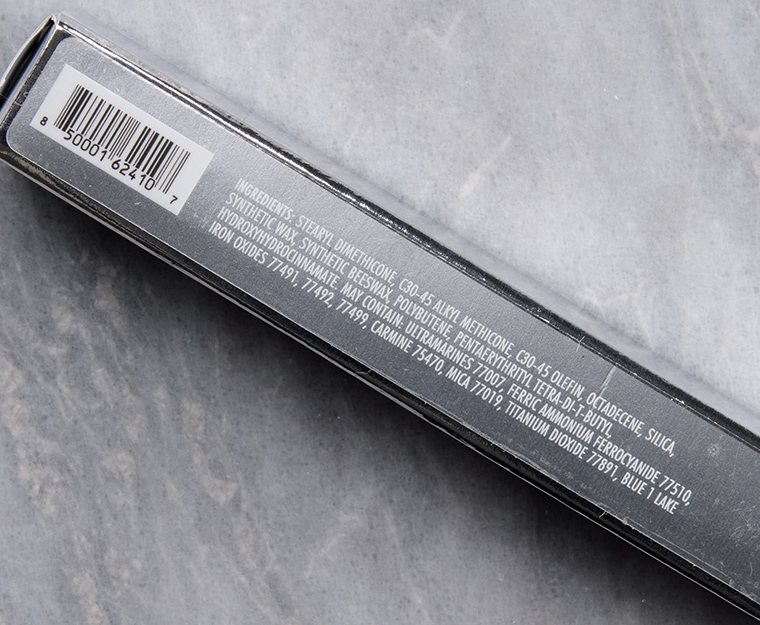 8 50001 62410 7
INGREDIENTS: STEARYL DIMETHICONE, C30-45 ALKYL METHICONE, C30-45 OLEFIN, OCTADECENE, SILICA,
SYNTHETIC WAX, SYNTHETIC BEESWAX, POLYBUTENE, PENTAERYTHRITYL TETRA-DI-T-BUTYL
HYDROXYHYDROCINNAMATE. MAY CONTAIN: ULTRAMARINES 77007, FERRIC AMMONIUM FERROCYANIDE 77510,
IRON OXIDES 77491, 77492, 77499, CARMINE 75470, MICA 77019, TITANIUM DIOXIDE 77891, BLUE 1 LAKE